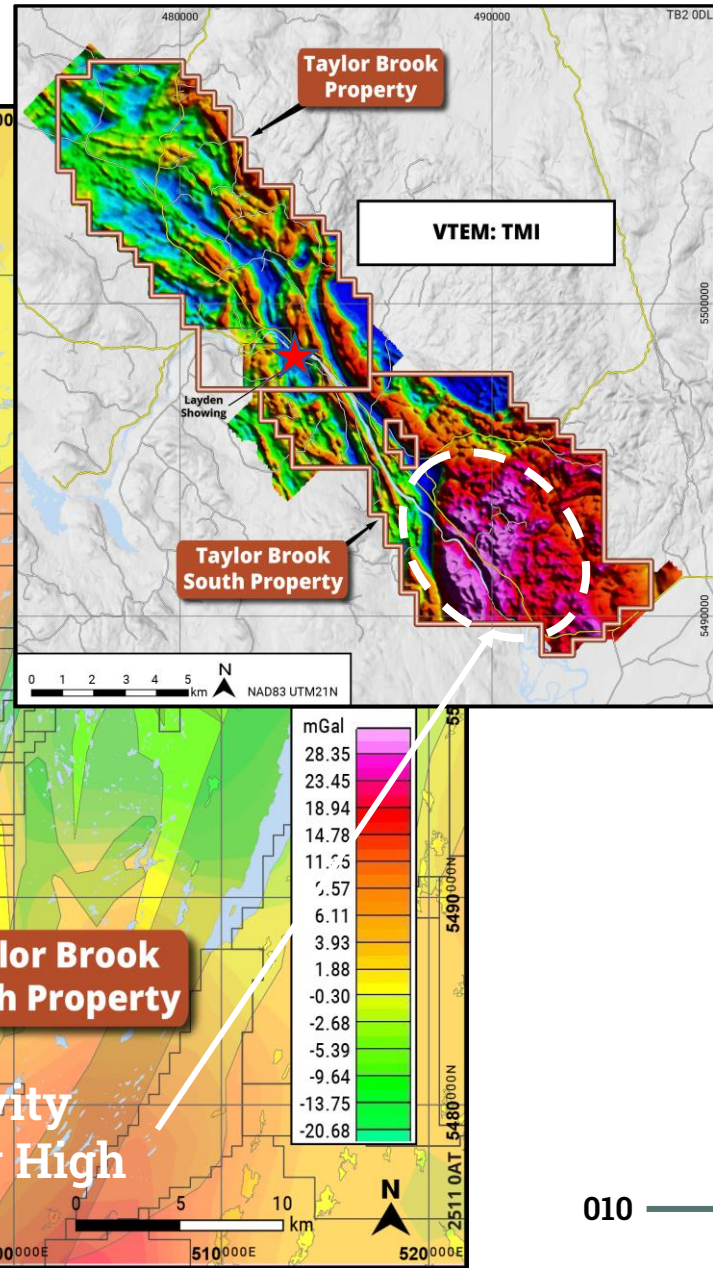 480000
490000
TB2 0DL
Taylor Brook
Property
VTEM: TMI
5500000
Layden
Showing
Taylor Brook
South Property
5490000
0 1 2 3 4 5
km
N
NAD83 UTM21N
mGal
28.35
23.45
18.94
14.78
6.11
3.93
1.88
-0.30
-2.68
-5.39
-9.64
-13.75
-20.68
5490000N
lor Brook
h Property
5480000N
vity
High
0 5 10
km
N
2511 0AT
510000E
520000E
010